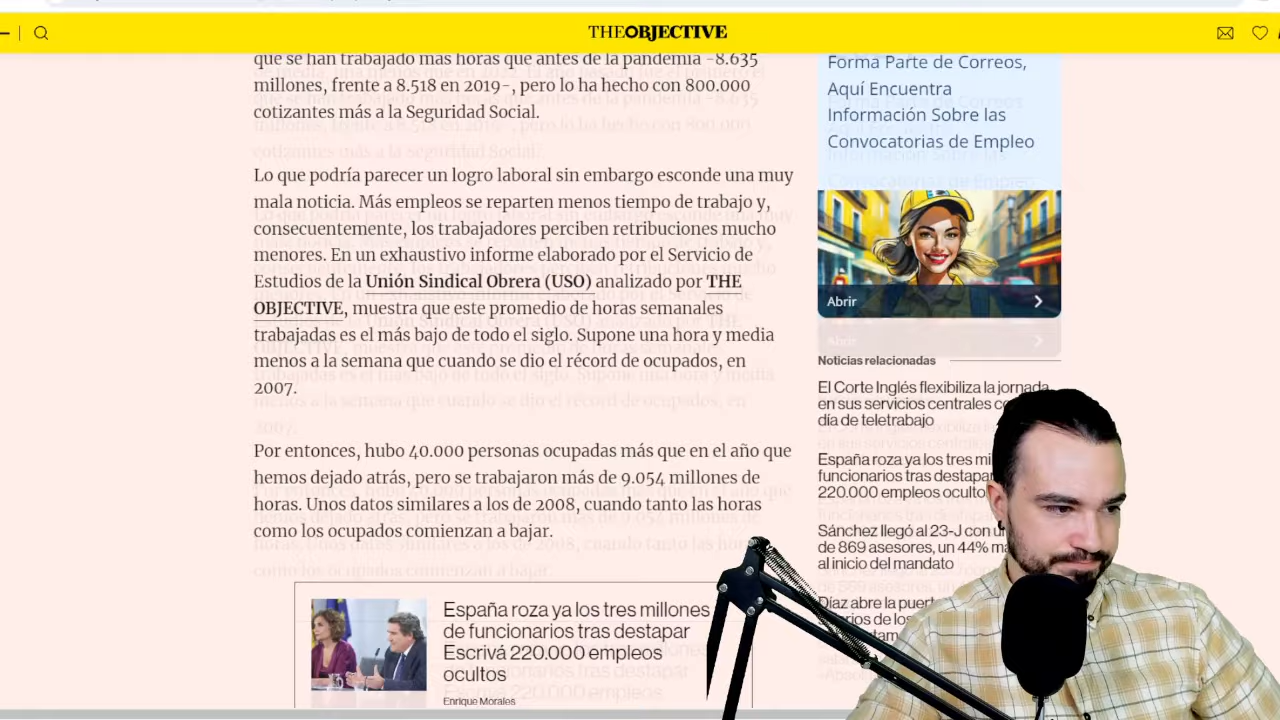 THEOBJECTIVE
que se han trabajado más horas que antes de la pandemia -8.635
millones, frente a 8.518 en 2019-, pero lo ha hecho con 800.000
cotizantes más a la Seguridad Social.
Lo que podría parecer un logro laboral sin embargo esconde una muy
mala noticia. Más empleos se reparten menos tiempo de trabajo y,
consecuentemente, los trabajadores perciben retribuciones mucho
menores. En un exhaustivo informe elaborado por el Servicio de
Estudios de la Unión Sindical Obrera (USO) analizado por THE
OBJECTIVE, muestra que este promedio de horas semanales
trabajadas es el más bajo de todo el siglo. Supone una hora y media
menos a la semana que cuando se dio el récord de ocupados, en
2007.
Por entonces, hubo 40.000 personas ocupadas más que en el año que
hemos dejado atrás, pero se trabajaron más de 9.054 millones de
horas. Unos datos similares a los de 2008, cuando tanto las horas
como los ocupados comienzan a bajar.
España roza ya los tres millones
de funcionarios tras destapar
Escrivá 220.000 empleos
ocultos
Enrique Morales
Forma Parte de Correos,
Aquí Encuentra
Información Sobre las
Convocatorias de Empleo
Abrir
Noticias relacionadas
El Corte Inglés flexibiliza la jornada
en sus servicios centrales
día de teletrabajo
España roza ya los tres
funcionarios tras destapar
220.000 empleos
Sánchez llegó al 23-J con
de 869 asesores, un 44%
al inicio del mandato
Díaz abre la
de los